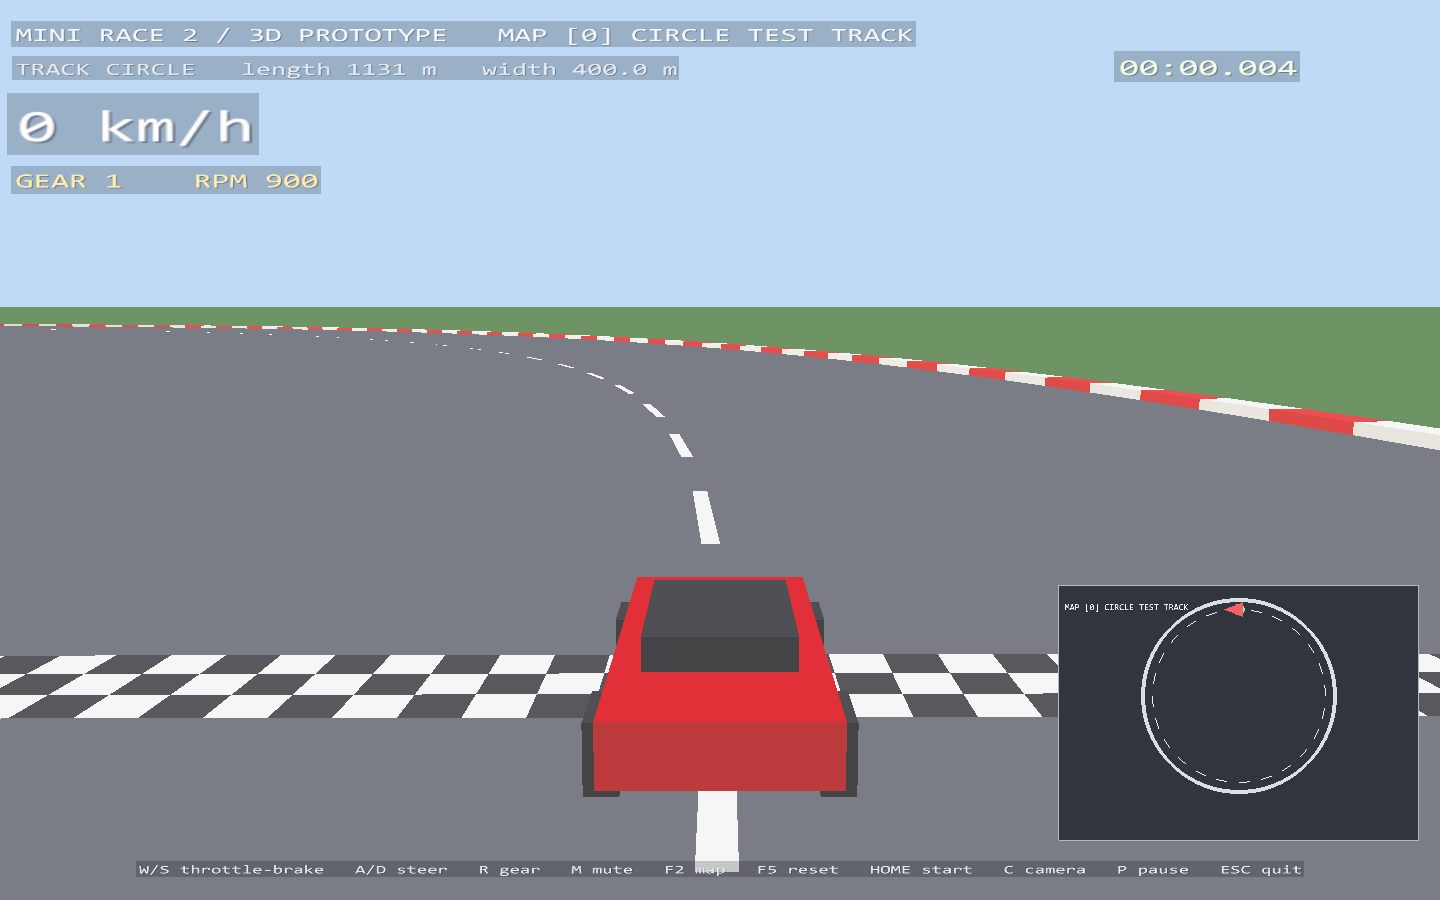 MINI RACE 2 / 3D PROTOTYPE MAP [0] CIRCLE TEST TRACK
TRACK CIRCLE length 1131 m width 400.0 m
00:00.004
0 km/h
GEAR 1 RPM 900
MAP [0] CIRCLE TEST TRACK
W/S throttle-brake A/D steer R gear M mute F2 map F5 reset HOME start C camera P pause ESC quit